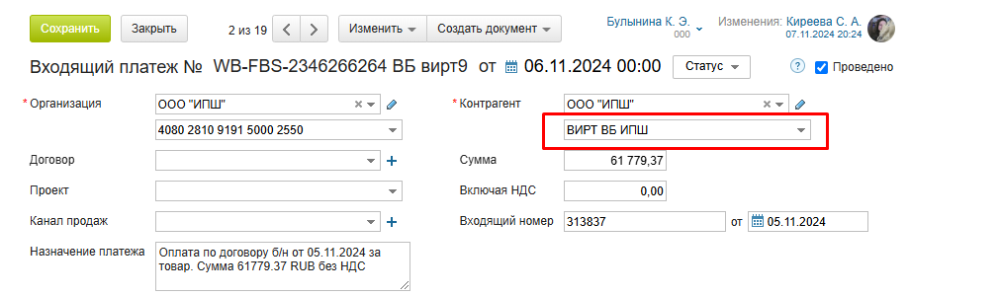 Сохранить Закрыть 2 из 19 Изменить Создать документ Булынина К. Э. ООО Изменения: Киреева С. А. 07.11.2024 20:24
Входящий платеж № WB-FBS-2346266264 ВБ вирт9 от 06.11.2024 00:00 Статус ? Проведено
* Организация ООО "ИПШ" * Контрагент ООО "ИПШ"
4080 2810 9191 5000 2550 ВИРТ ВБ ИПШ
Договор Сумма 61 779,37
Проект Включая НДС 0,00
Канал продаж Входящий номер 313837 от 05.11.2024
Назначение платежа Оплата по договору б/н от 05.11.2024 за
товар. Сумма 61779.37 RUB без НДС